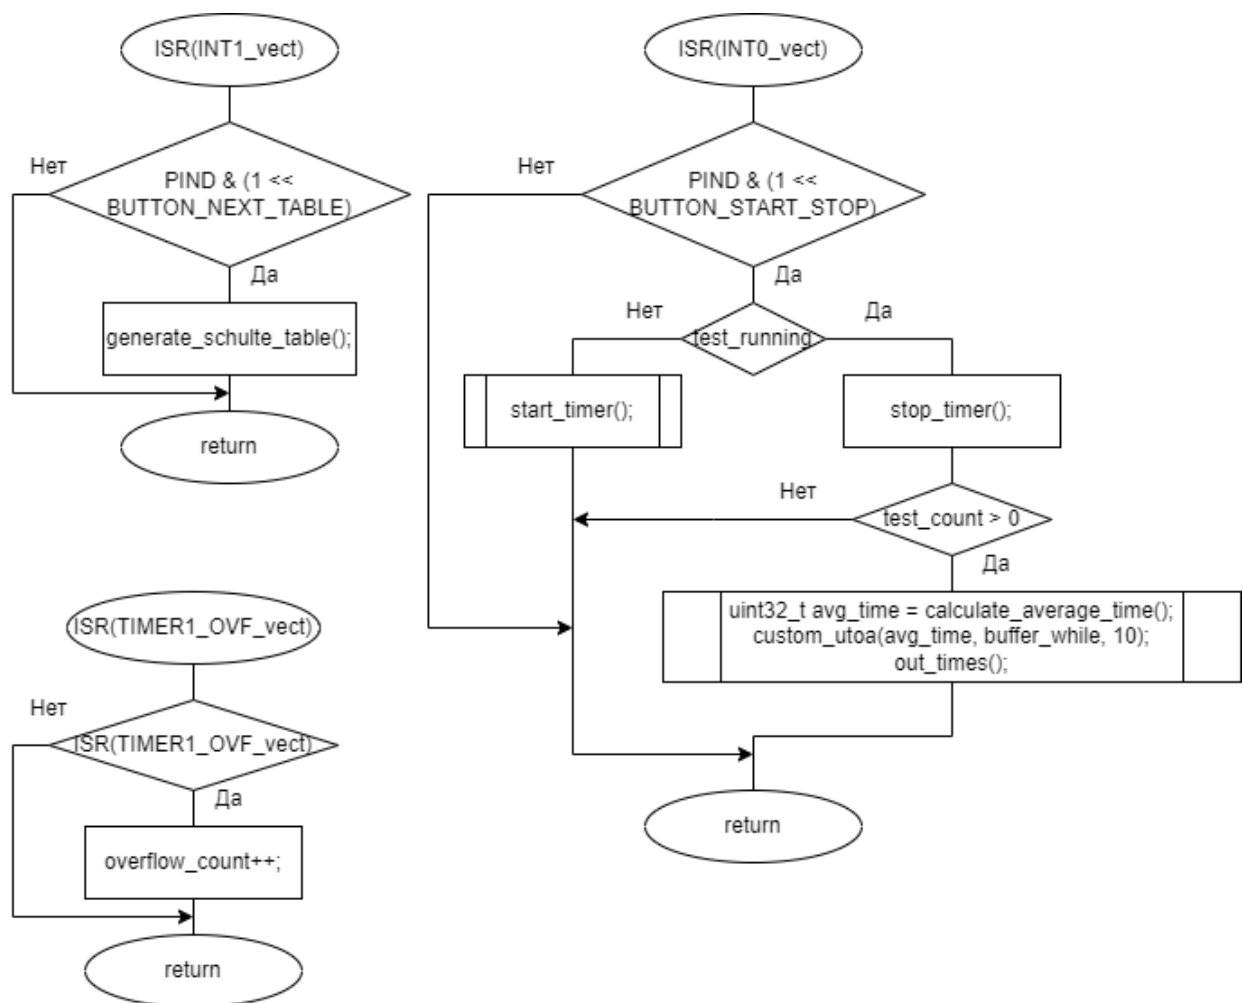 ISR(INT1_vect)
Нет
PIND & (1 <<
BUTTON_NEXT_TABLE)
Да
generate_schulte_table();
return
ISR(INT0_vect)
Нет
PIND & (1 <<
BUTTON_START_STOP)
Да
Нет
test_running
Да
start_timer();
stop_timer();
Нет
test_count > 0
Да
uint32_t avg_time = calculate_average_time();
custom_utoa(avg_time, buffer_while, 10);
out_times();
return
ISR(TIMER1_OVF_vect)
Нет
ISR(TIMER1_OVF_vect)
Да
overflow_count++;
return